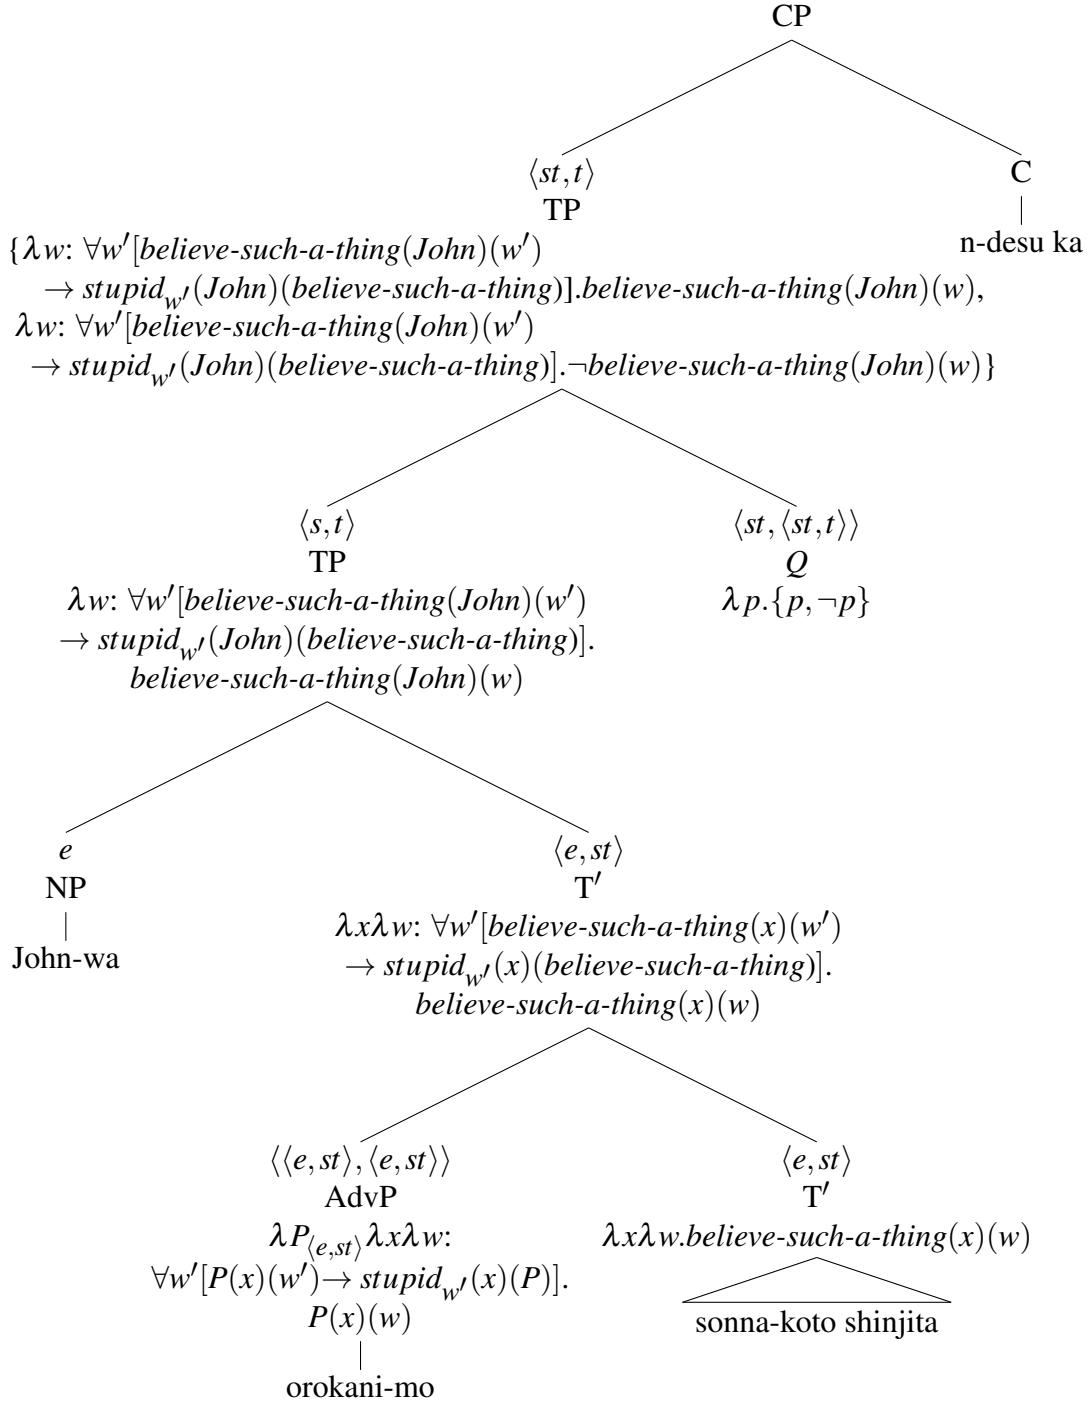 CP
⟨st, t⟩
TP
C
{λw: ∀w′[believe-such-a-thing(John)(w′)
n-desu ka
→ stupid_w′(John)(believe-such-a-thing)].believe-such-a-thing(John)(w),
λw: ∀w′[believe-such-a-thing(John)(w′)
→ stupid_w′(John)(believe-such-a-thing)].¬believe-such-a-thing(John)(w)}
⟨s, t⟩
TP
λw: ∀w′[believe-such-a-thing(John)(w′)
→ stupid_w′(John)(believe-such-a-thing)].
believe-such-a-thing(John)(w)
⟨st, ⟨st, t⟩⟩
Q
λp.{p, ¬p}
e
NP
John-wa
⟨e, st⟩
T′
λxλw: ∀w′[believe-such-a-thing(x)(w′)
→ stupid_w′(x)(believe-such-a-thing)].
believe-such-a-thing(x)(w)
⟨⟨e, st⟩, ⟨e, st⟩⟩
AdvP
λP⟨e,st⟩λxλw:
∀w′[P(x)(w′)→ stupid_w′(x)(P)].
P(x)(w)
orokani-mo
⟨e, st⟩
T′
λxλw.believe-such-a-thing(x)(w)
sonna-koto shinjita